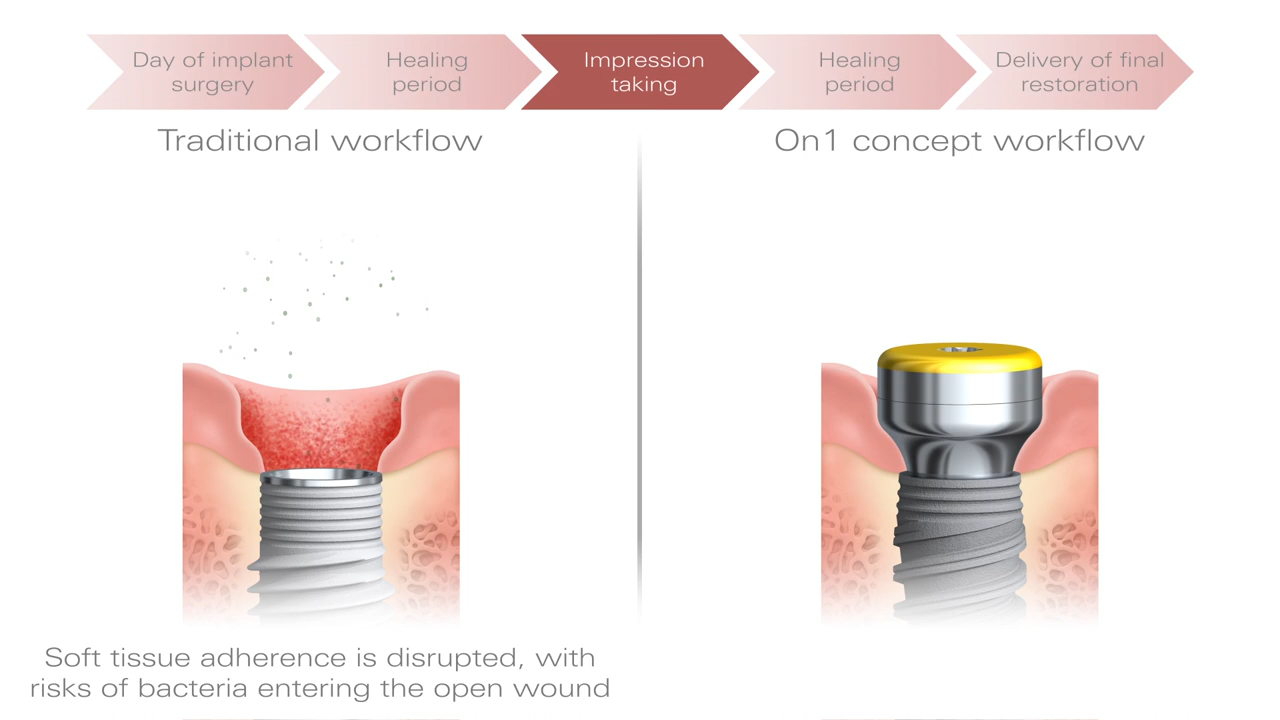 Day of implant
surgery
Healing
period
Impression
taking
Healing
period
Delivery of final
restoration
Traditional workflow
On1 concept workflow
Soft tissue adherence is disrupted, with
risks of bacteria entering the open wound